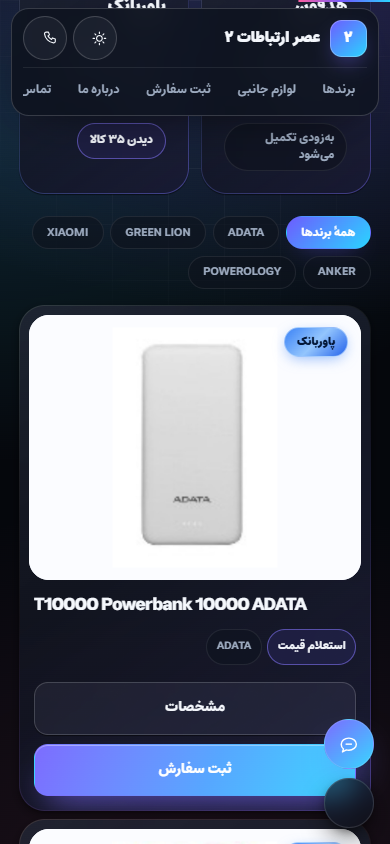 هدفون
پاوربانک
۲
عصر ارتباطات ۲
برندها
لوازم جانبی
ثبت سفارش
درباره ما
تماس
به‌زودی تکمیل می‌شود
دیدن ۳۵ کالا
همهٔ برندها
ADATA
GREEN LION
XIAOMI
ANKER
POWEROLOGY
پاوربانک
ADATA
T10000 Powerbank 10000 ADATA
استعلام قیمت
ADATA
مشخصات
ثبت سفارش